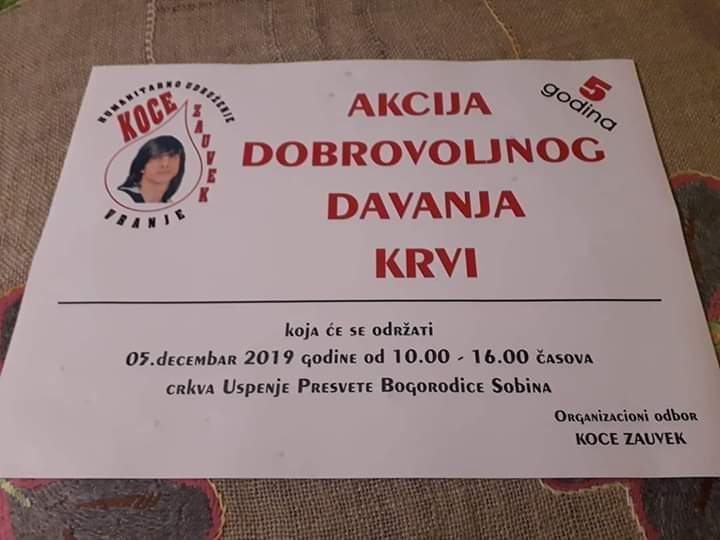 HUMANITARNO UDRUŽENJE
KOCE
ZAUVEK
VRANJE
5
godina
AKCIJA
DOBROVOLJNOG
DAVANJA
KRVI
koja će se održati
05.decembar 2019 godine od 10.00 - 16.00 časova
crkva Uspenje Presvete Bogorodice Sobina
Organizacioni odbor
KOCE ZAUVEK